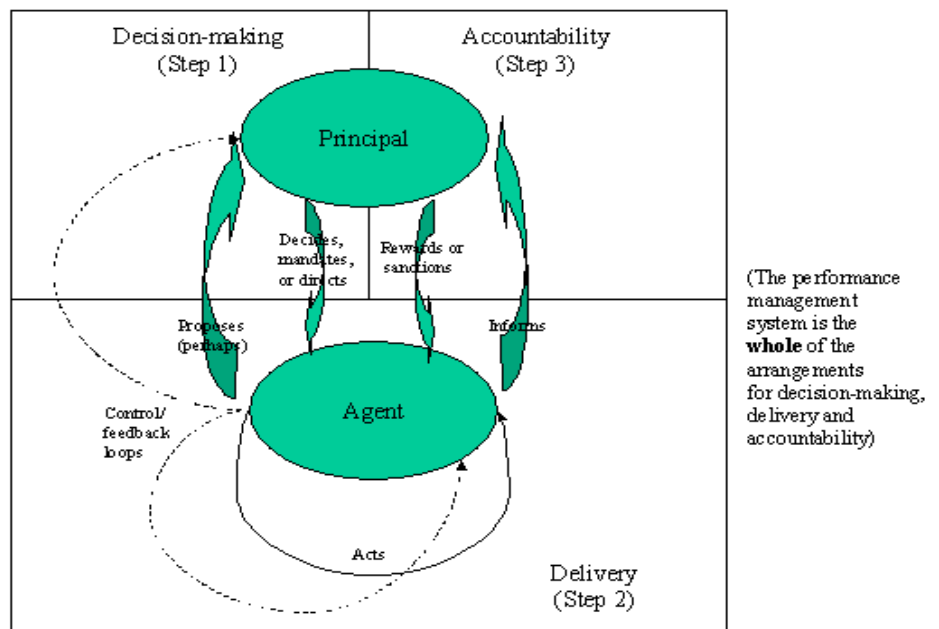 Decision-making
(Step 1)
Accountability
(Step 3)
Principal
Decides,
mandates,
or directs
Rewards or
sanctions
Proposes
(perhaps)
Informs
Agent
Control/
feedback
loops
Acts
Delivery
(Step 2)
(The performance
management
system is the
whole of the
arrangements
for decision-making,
delivery and
accountability)